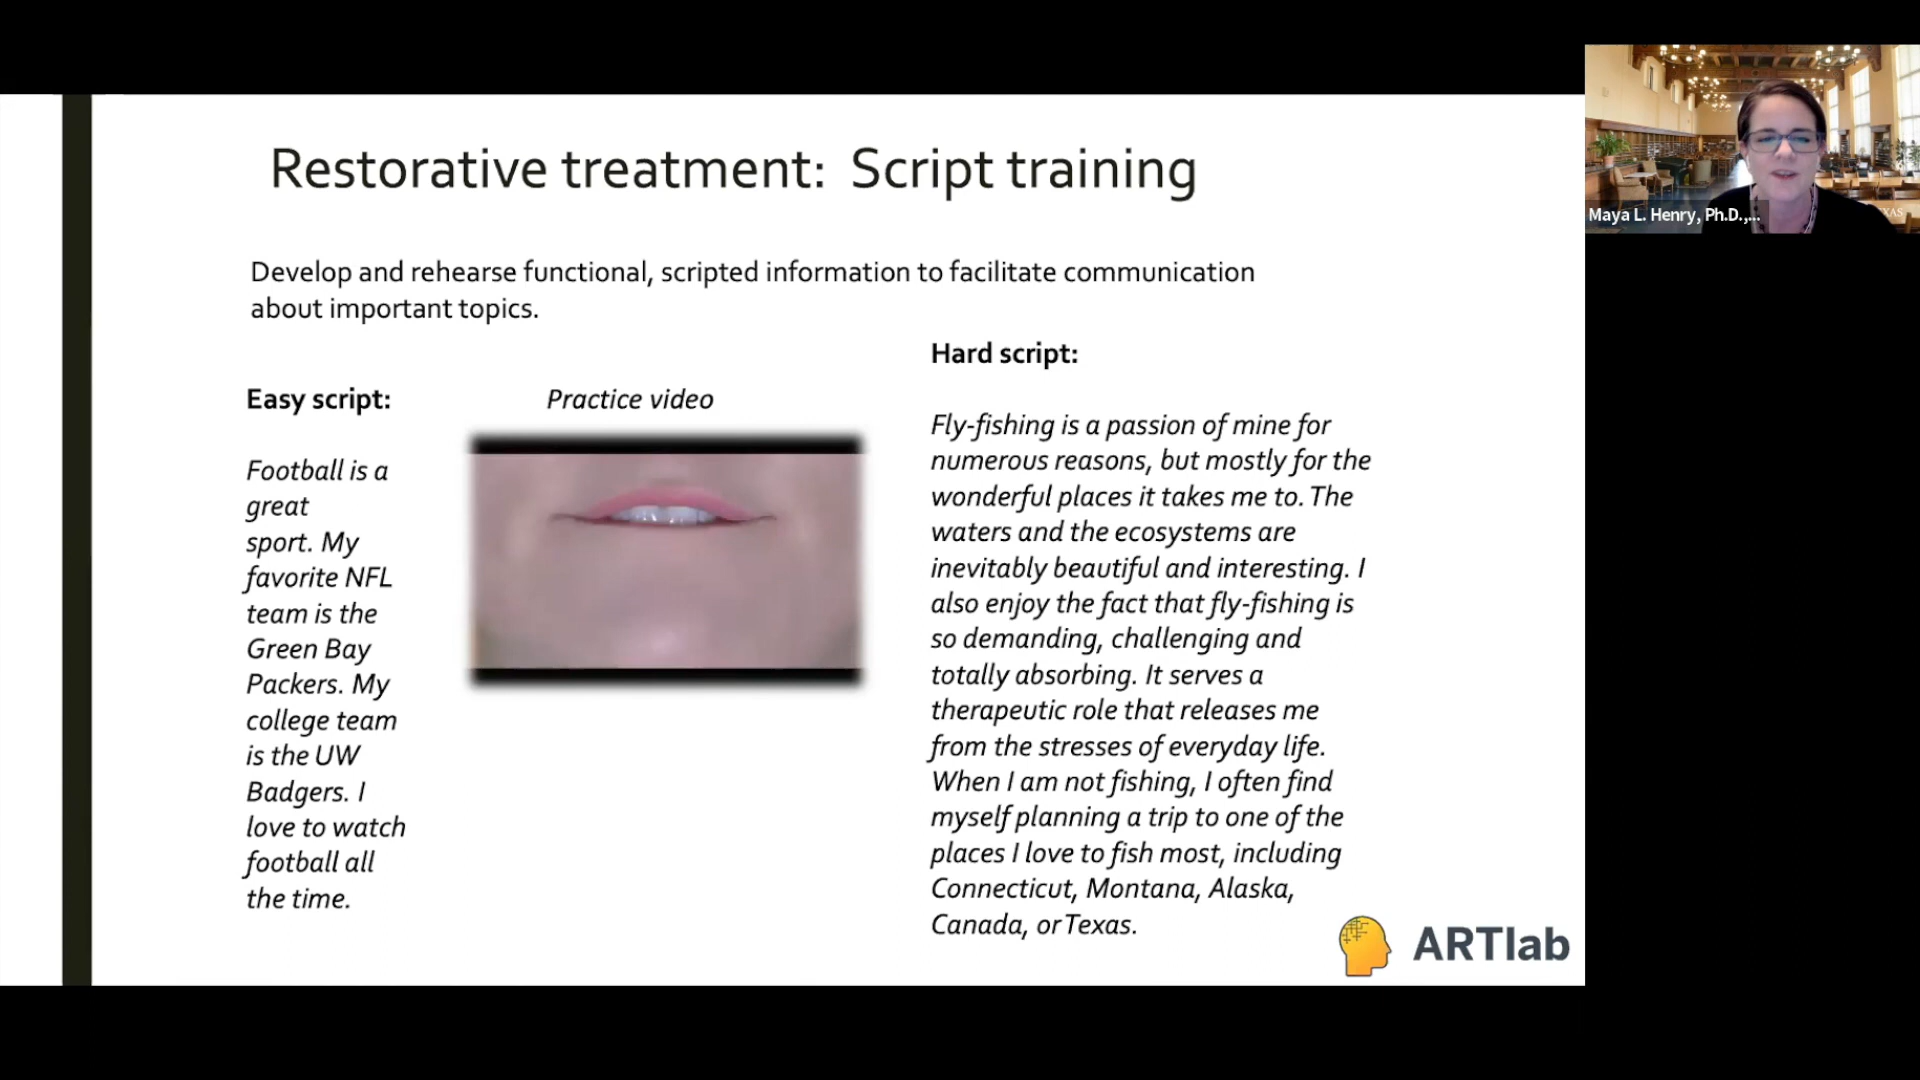 Restorative treatment: Script training
Develop and rehearse functional, scripted information to facilitate communication
about important topics.
Easy script:
Football is a
great
sport. My
favorite NFL
team is the
Green Bay
Packers. My
college team
is the UW
Badgers. I
love to watch
football all
the time.
Practice video
Hard script:
Fly-fishing is a passion of mine for
numerous reasons, but mostly for the
wonderful places it takes me to. The
waters and the ecosystems are
inevitably beautiful and interesting. I
also enjoy the fact that fly-fishing is
so demanding, challenging and
totally absorbing. It serves a
therapeutic role that releases me
from the stresses of everyday life.
When I am not fishing, I often find
myself planning a trip to one of the
places I love to fish most, including
Connecticut, Montana, Alaska,
Canada, or Texas.
ARTlab
Maya L. Henry, Ph.D.,...